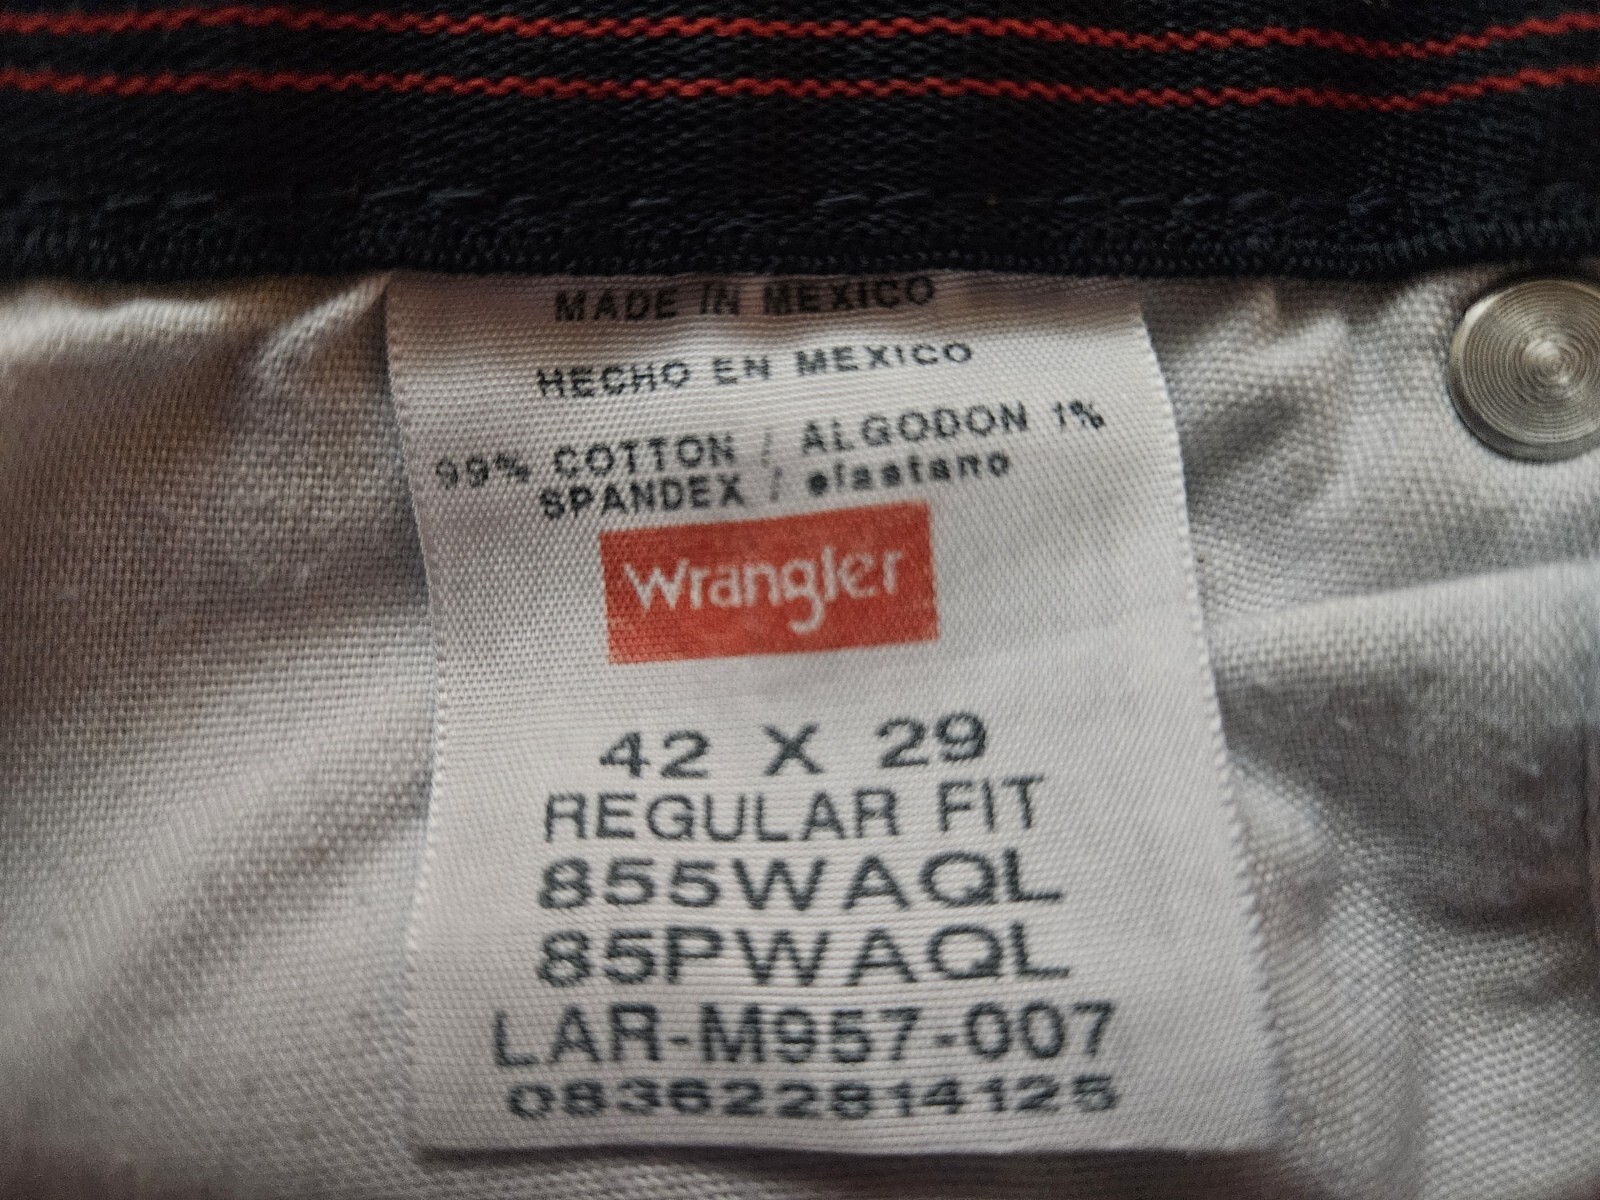 MADE IN MEXICO
HECHO EN MEXICO
99% COTTON / ALGODON 1%
SPANDEX / elastano
Wrangler
42 X 29
REGULAR FIT
855WAQL
85PWAQL
LAR-M957-007
083622814125